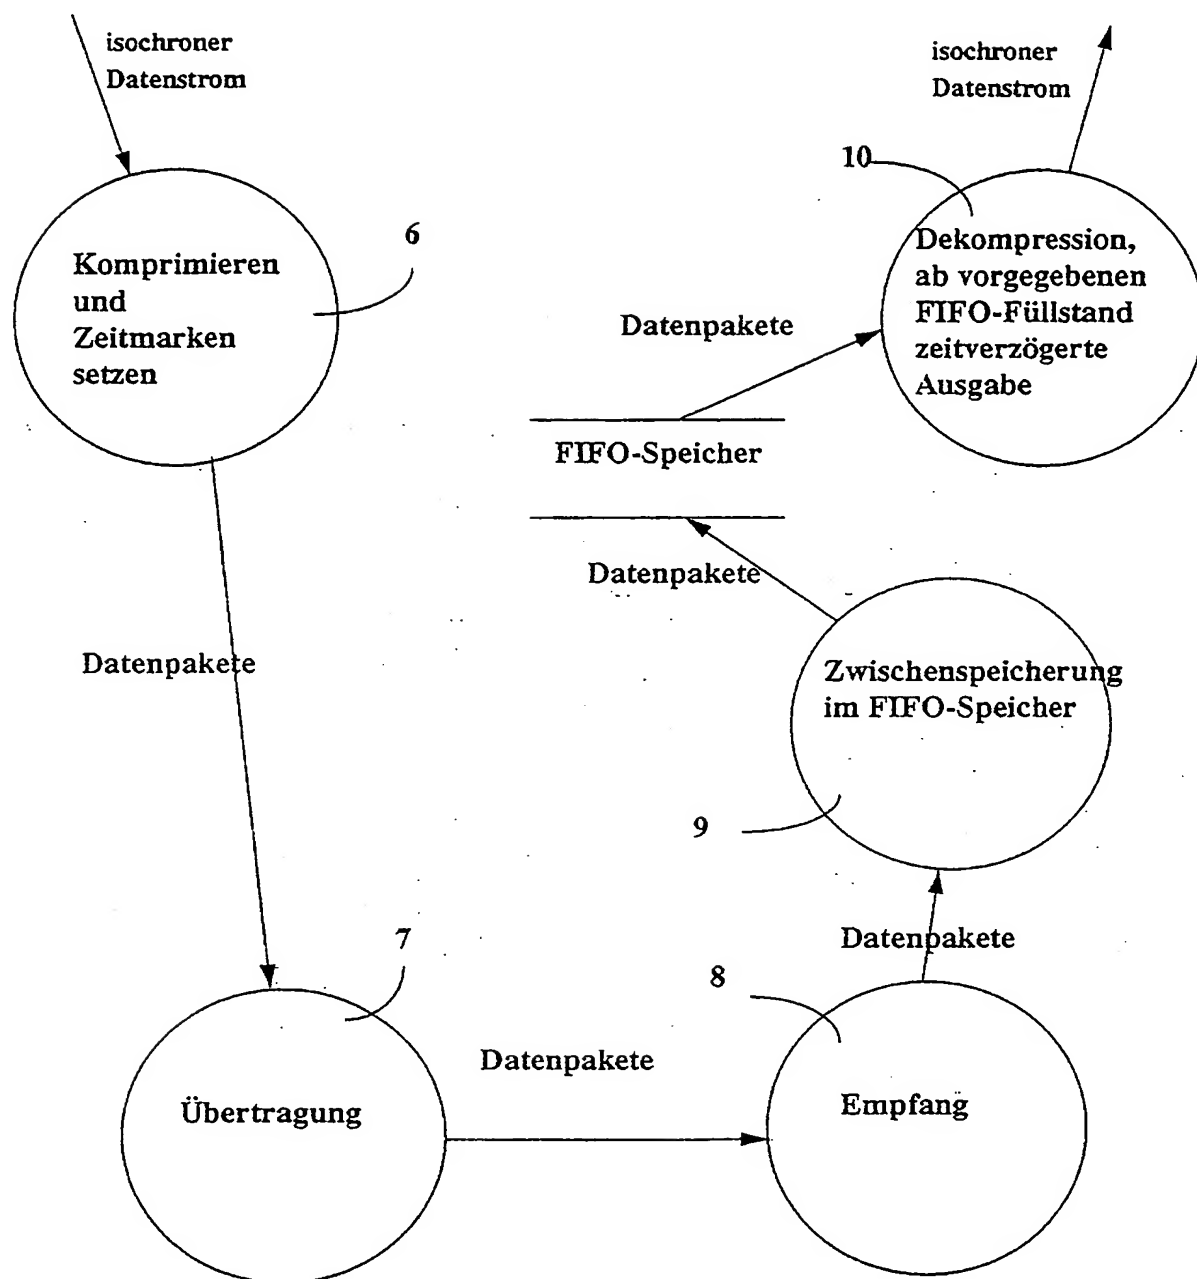 isochroner
Datenstrom
Komprimieren
und
Zeitmarken
setzen
6
Datenpakete
7
Übertragung
Datenpakete
8
Empfang
Datenpakete
9
Zwischenspeicherung
im FIFO-Speicher
Datenpakete
FIFO-Speicher
Datenpakete
10
Dekompression,
ab vorgegebenen
FIFO-Füllstand
zeitverzögerte
Ausgabe
isochroner
Datenstrom